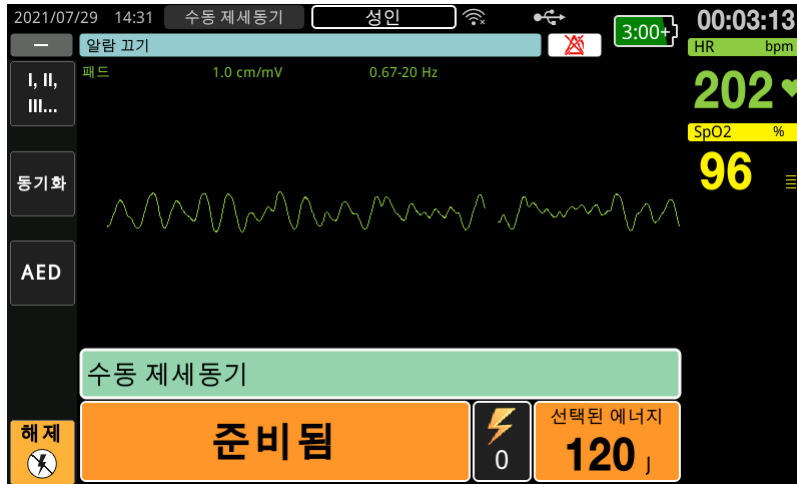 2021/07/29 14:31 수동 제세동기 성인 3:00+ 00:03:13
알람 끄기 HR bpm
I, II, III...
패드 1.0 cm/mV 0.67-20 Hz
202
SpO2 %
96
동기화
AED
수동 제세동기
해제
준비됨
0
선택된 에너지
120 J